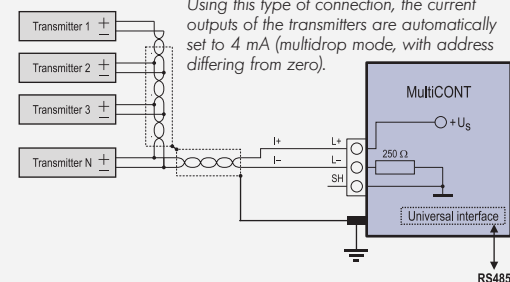 Using this type of connection, the current
outputs of the transmitters are automatically
set to 4 mA (multidrop mode, with address
differing from zero).
Transmitter 1 + −
Transmitter 2 + −
Transmitter 3 + −
Transmitter N + −
MultiCONT
+Us
I+ L+
I− L−
250 Ω
SH
Universal interface
RS485